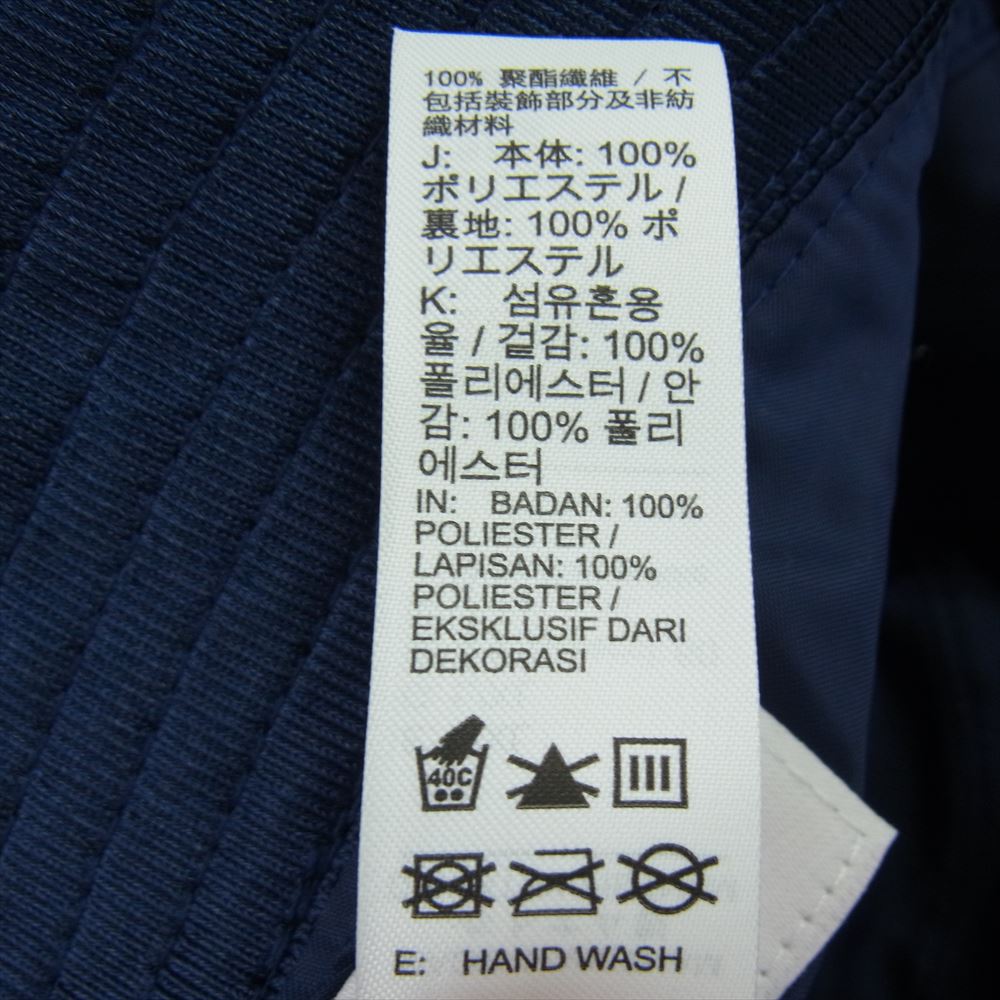 100% 聚酯纖維 / 不
包括裝飾部分及非紡
織材料
J: 本体: 100%
ポリエステル /
裏地: 100% ポ
リエステル
K: 섬유혼용
율 / 겉감: 100%
폴리에스터 / 안
감: 100% 폴리
에스터
IN: BADAN: 100%
POLIESTER /
LAPISAN: 100%
POLIESTER /
EKSKLUSIF DARI
DEKORASI
40C
E: HAND WASH